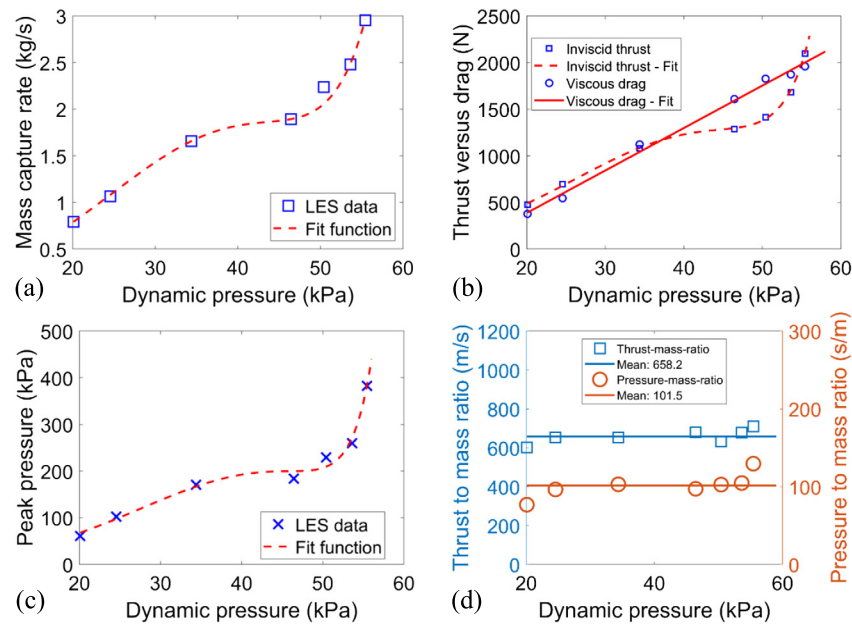 Mass capture rate (kg/s)
3
2.5
2
1.5
1
0.5
20
30
40
50
60
LES data
Fit function
(a)
Dynamic pressure (kPa)
Thrust versus drag (N)
2500
2000
1500
1000
500
0
20
30
40
50
60
Inviscid thrust
Inviscid thrust - Fit
Viscous drag
Viscous drag - Fit
(b)
Dynamic pressure (kPa)
Peak pressure (kPa)
500
400
300
200
100
0
20
30
40
50
60
LES data
Fit function
(c)
Dynamic pressure (kPa)
Thrust to mass ratio (m/s)
1200
1000
800
600
400
200
0
20
40
60
Thrust-mass-ratio
Mean: 658.2
Pressure-mass-ratio
Mean: 101.5
300
200
100
0
Pressure to mass ratio (s/m)
(d)
Dynamic pressure (kPa)